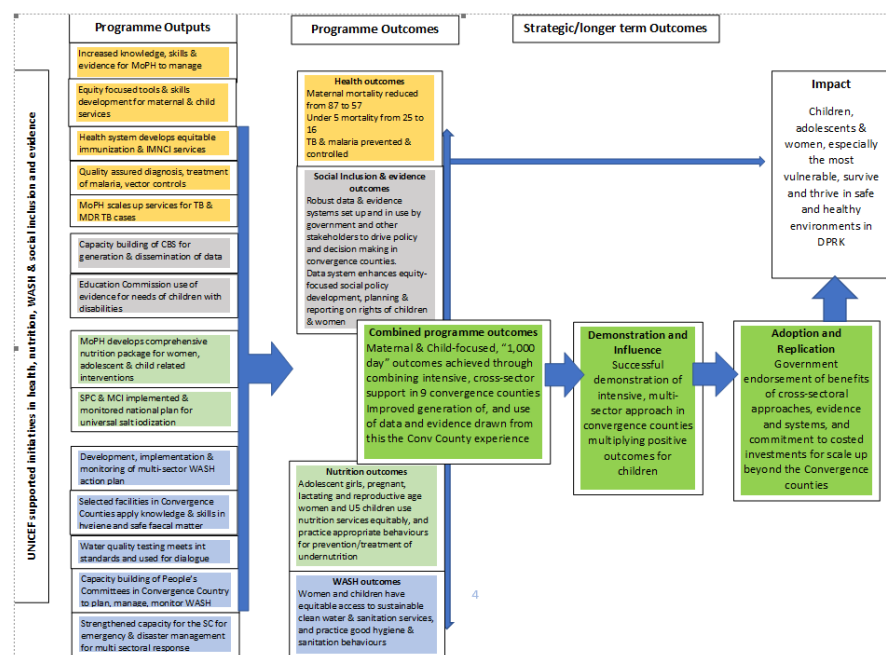 Programme Outputs
Programme Outcomes
Strategic/longer term Outcomes
UNICEF supported initiatives in health, nutrition, WASH & social inclusion and evidence
Increased knowledge, skills &
evidence for MoPH to manage
Equity focused tools & skills
development for maternal & child
services
Health system develops equitable
immunization & IMNCI services
Quality assured diagnosis, treatment
of malaria, vector controls
MoPH scales up services for TB &
MDR TB cases
Capacity building of CBS for
generation & dissemination of data
Education Commission use of
evidence for needs of children with
disabilities
MoPH develops comprehensive
nutrition package for women,
adolescent & child related
interventions
SPC & MCI implemented &
monitored national plan for
universal salt iodization
Development, implementation &
monitoring of multi-sector WASH
action plan
Selected facilities in Convergence
Counties apply knowledge & skills in
hygiene and safe faecal matter
Water quality testing meets int
standards and used for dialogue
Capacity building of People's
Committees in Convergence Country
to plan, manage, monitor WASH
Strengthened capacity for the SC for
emergency & disaster management
for multi sectoral response
Health outcomes
Maternal mortality reduced
from 87 to 57
Under 5 mortality from 25 to
16
TB & malaria prevented &
controlled
Social Inclusion & evidence
outcomes
Robust data & evidence
systems set up and in use by
government and other
stakeholders to drive policy
and decision making in
convergence counties.
Data system enhances equity-
focused social policy
development, planning &
reporting on rights of children
& women
Combined programme outcomes
Maternal & Child-focused, "1,000
day" outcomes achieved through
combining intensive, cross-sector
support in 9 convergence counties
Improved generation of, and use
of data and evidence drawn from
this the Conv County experience
Nutrition outcomes
Adolescent girls, pregnant,
lactating and reproductive age
women and U5 children use
nutrition services equitably, and
practice appropriate behaviours
for prevention/treatment of
undernutrition
WASH outcomes
Women and children have
equitable access to sustainable
clean water & sanitation services,
and practice good hygiene &
sanitation behaviours
Demonstration and
Influence
Successful
demonstration of
intensive, multi-
sector approach in
convergence counties
multiplying positive
outcomes for
children
Adoption and
Replication
Government
endorsement of benefits
of cross-sectoral
approaches, evidence
and systems, and
commitment to costed
investments for scale up
beyond the Convergence
counties
Impact
Children,
adolescents &
women, especially
the most
vulnerable, survive
and thrive in safe
and healthy
environments in
DPRK
4